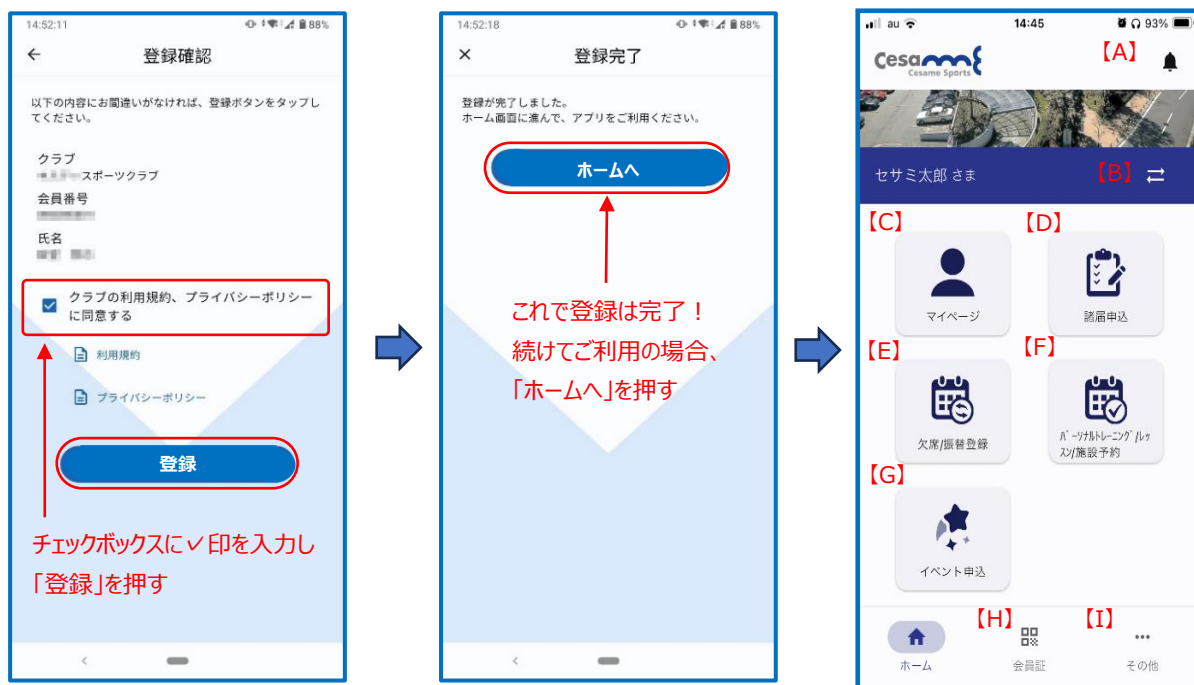 14:52:11
88%
登録確認
以下の内容にお間違いがなければ、登録ボタンをタップし
てください。
クラブ
スポーツクラブ
会員番号
氏名
クラブの利用規約、プライバシーポリシー
に同意する
利用規約
プライバシーポリシー
登録
チェックボックスに✓印を入力し
「登録」を押す
14:52:18
88%
登録完了
登録が完了しました。
ホーム画面に進んで、アプリをご利用ください。
ホームへ
これで登録は完了！
続けてご利用の場合、
「ホームへ」を押す
au
14:45
93%
Cesame
Cesame Sports
【A】
セサミ太郎 さま
【B】
【C】
【D】
マイページ
諸届申込
【E】
【F】
欠席/振替登録
ﾊﾟｰｿﾅﾙﾄﾚｰﾆﾝｸﾞ/ﾚｯ
ｽﾝ/施設予約
【G】
イベント申込
【H】
【I】
ホーム
会員証
その他